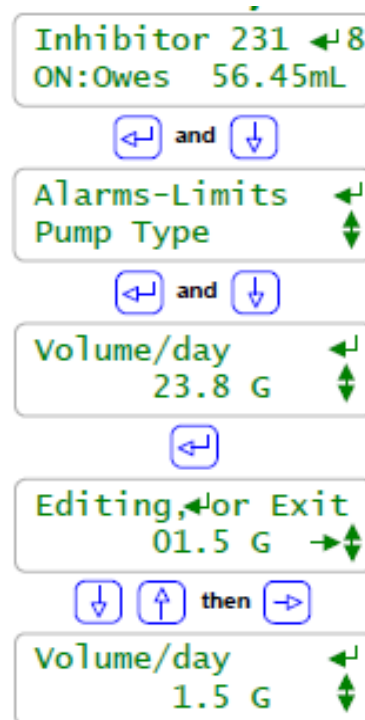 Inhibitor 231 ↵8
ON:Owes 56.45mL
and
Alarms-Limits ↵
Pump Type
and
Volume/day ↵
23.8 G
Editing,↵or Exit
01.5 G
then
Volume/day ↵
1.5 G